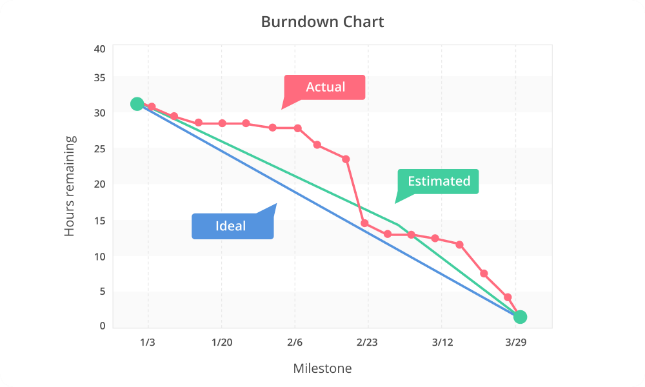 Burndown Chart
40
35
30
25
20
15
10
5
0
Hours remaining
Actual
Estimated
Ideal
1/3
1/20
2/6
2/23
3/12
3/29
Milestone